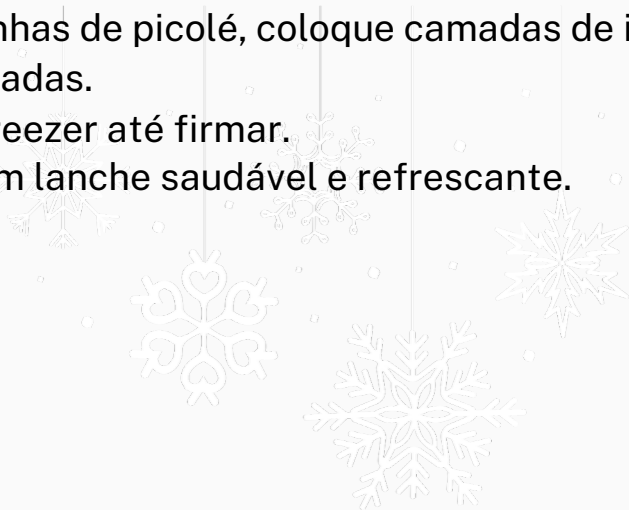 nhas de picolé, coloque camadas de i
adas.
eezer até firmar.
m lanche saudável e refrescante.